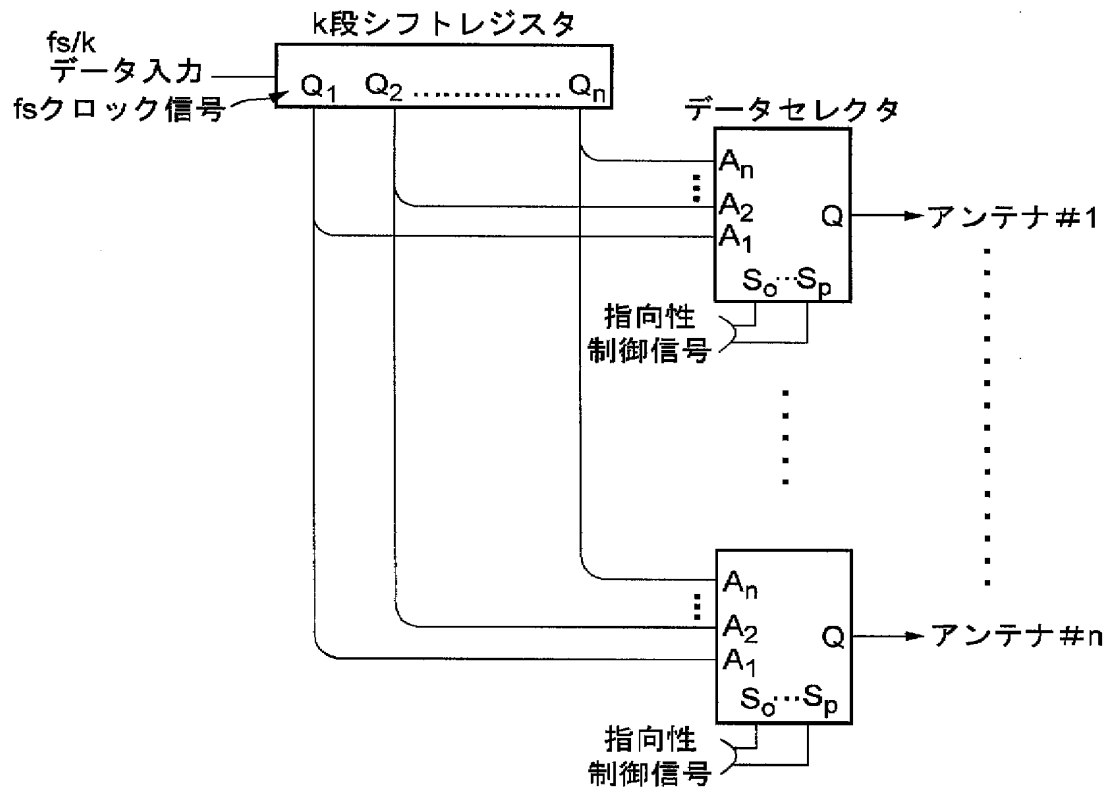 k段シフトレジスタ
fs/k
データ入力
fsクロック信号
Q1 Q2 ............... Qn
データセレクタ
An
A2
A1
Q
So…Sp
アンテナ#1
指向性
制御信号
An
A2
A1
Q
So…Sp
アンテナ#n
指向性
制御信号